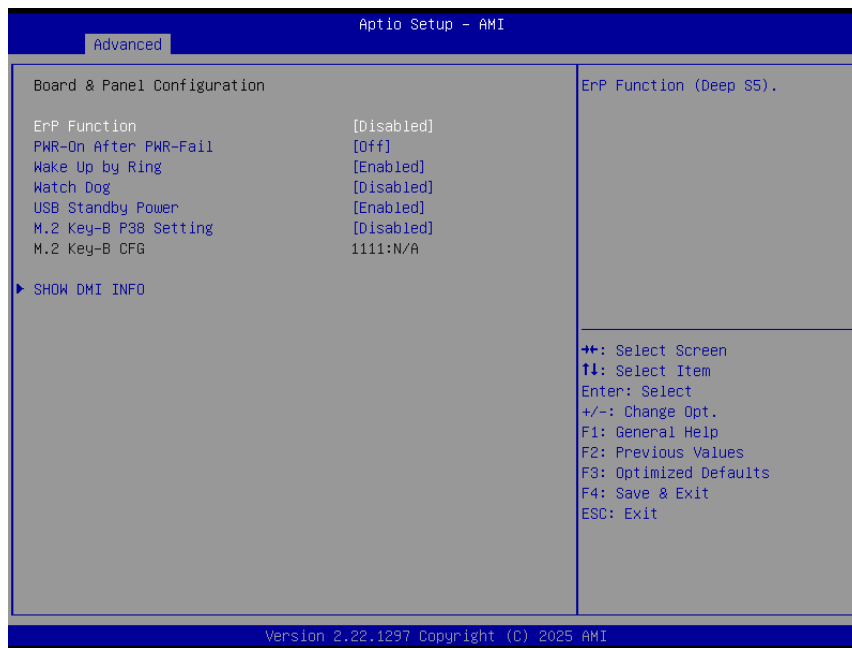 Aptio Setup – AMI
Advanced
Board & Panel Configuration
ErP Function [Disabled]
PWR-On After PWR-Fail [Off]
Wake Up by Ring [Enabled]
Watch Dog [Disabled]
USB Standby Power [Enabled]
M.2 Key-B P38 Setting [Disabled]
M.2 Key-B CFG 1111:N/A
▶ SHOW DMI INFO
ErP Function (Deep S5).
→←: Select Screen
↑↓: Select Item
Enter: Select
+/-: Change Opt.
F1: General Help
F2: Previous Values
F3: Optimized Defaults
F4: Save & Exit
ESC: Exit
Version 2.22.1297 Copyright (C) 2025 AMI